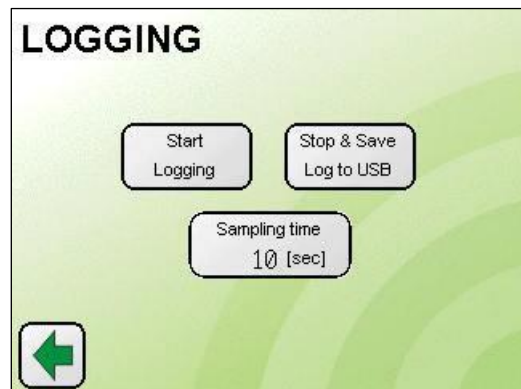 LOGGING
Start
Logging
Stop & Save
Log to USB
Sampling time
10 [sec]